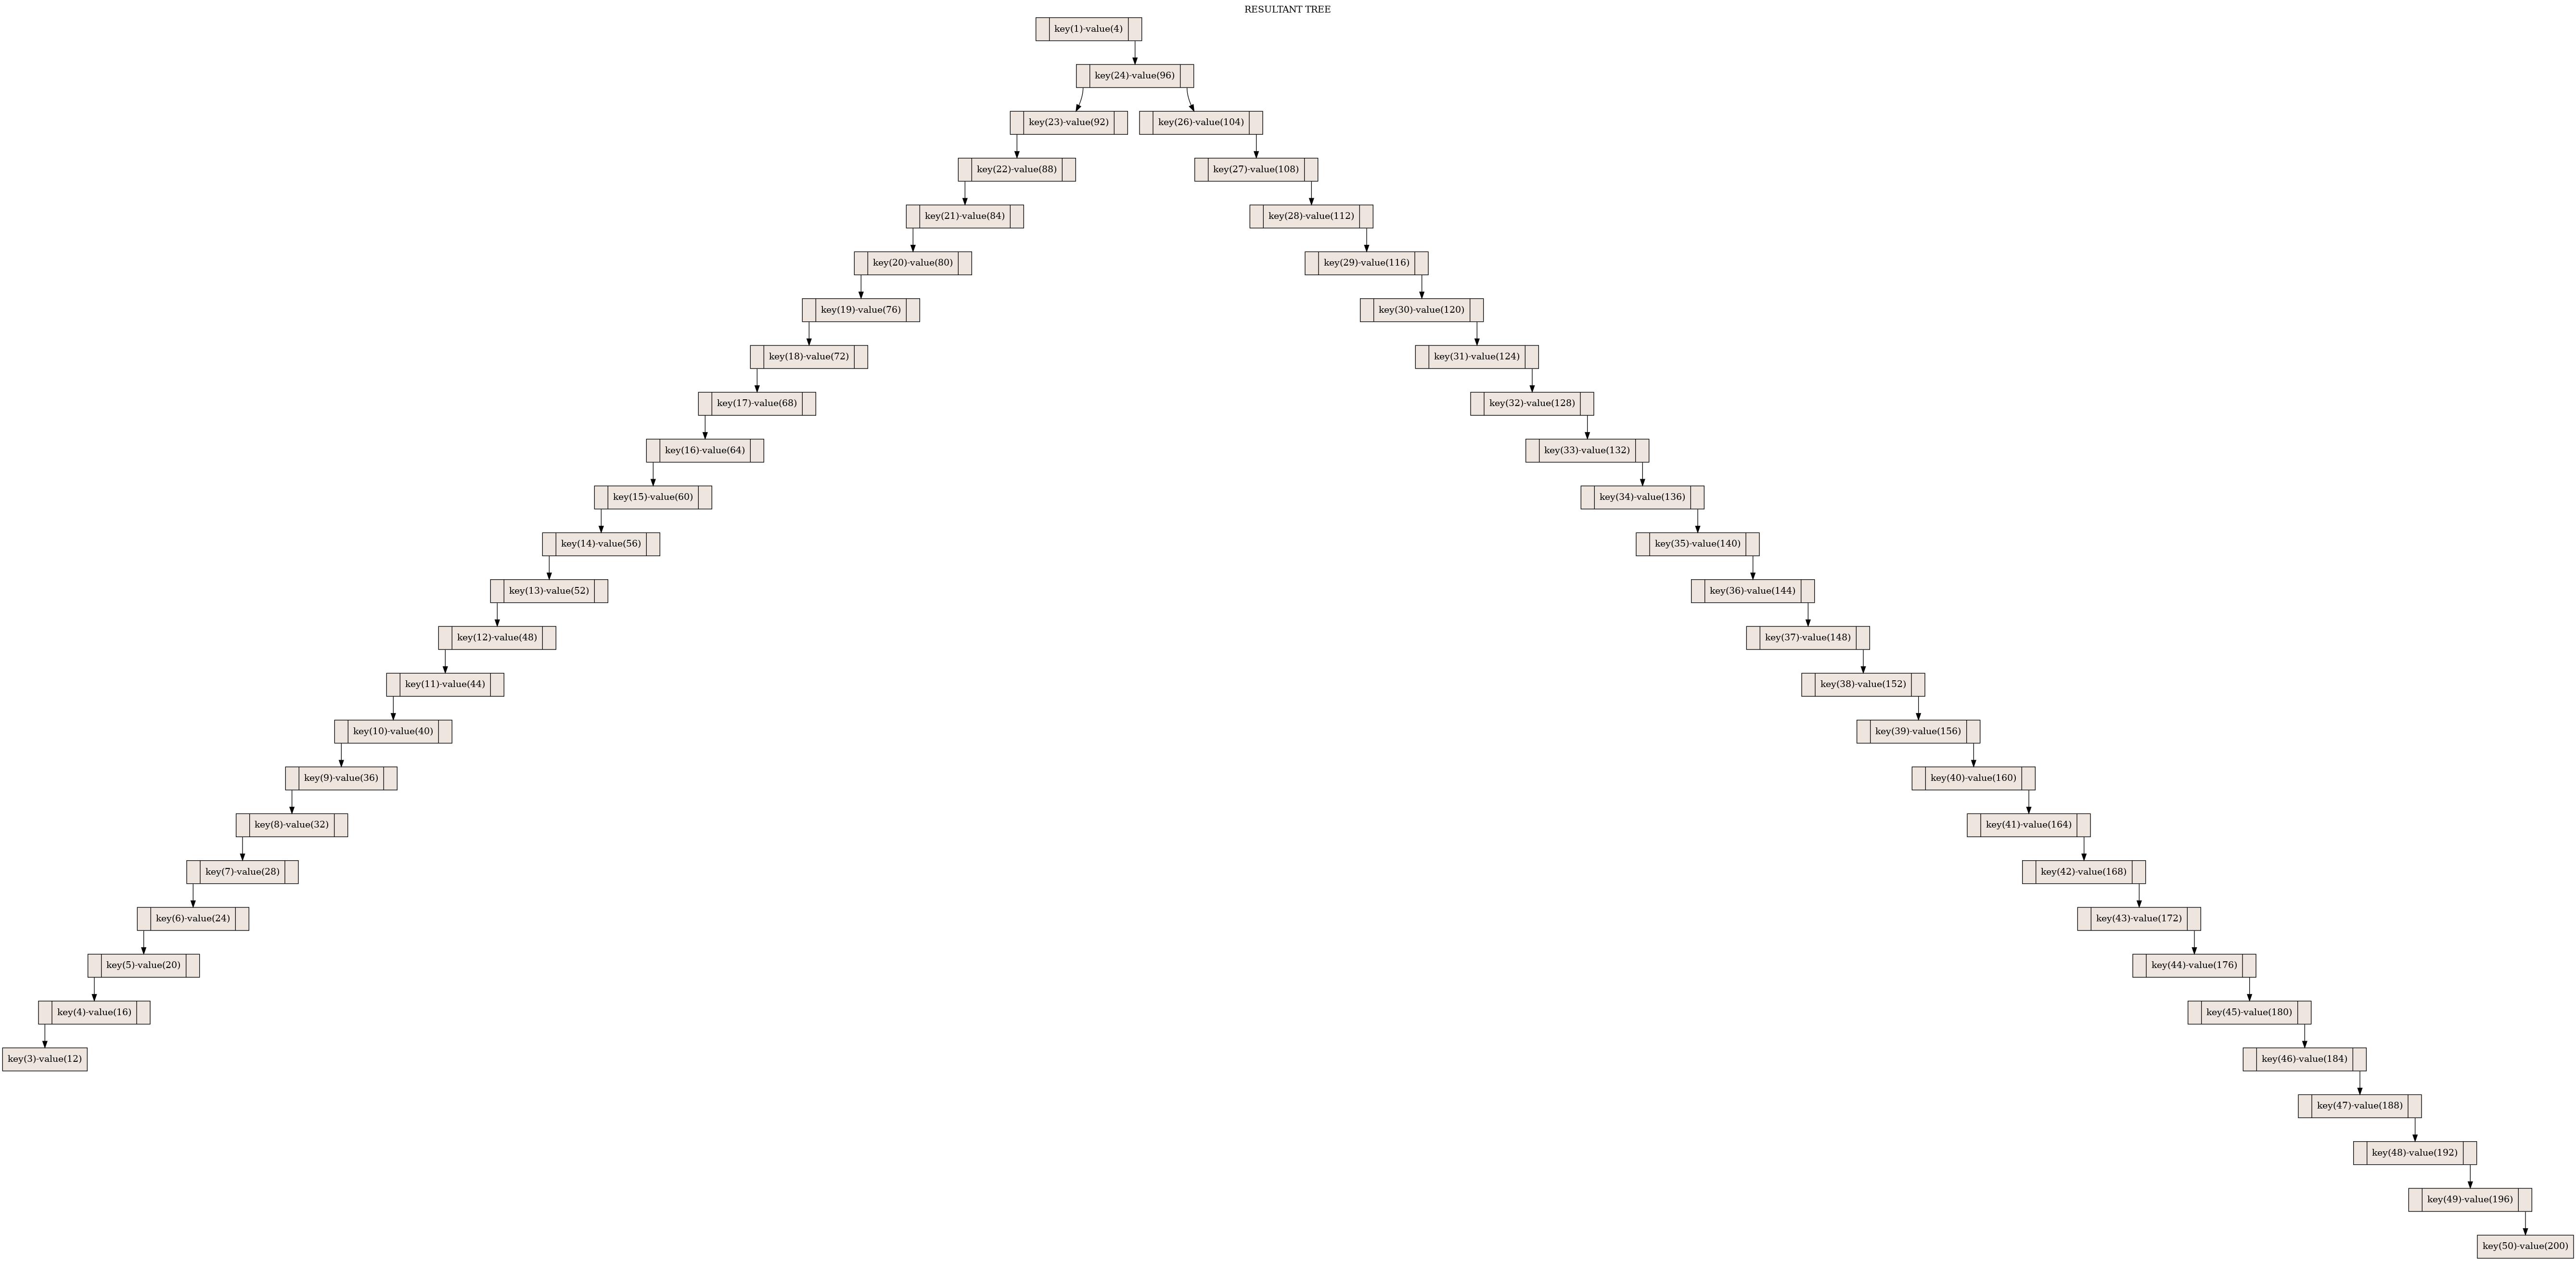 RESULTANT TREE
key(1)-value(4)
key(24)-value(96)
key(23)-value(92)
key(26)-value(104)
key(22)-value(88)
key(27)-value(108)
key(21)-value(84)
key(28)-value(112)
key(20)-value(80)
key(29)-value(116)
key(19)-value(76)
key(30)-value(120)
key(18)-value(72)
key(31)-value(124)
key(17)-value(68)
key(32)-value(128)
key(16)-value(64)
key(33)-value(132)
key(15)-value(60)
key(34)-value(136)
key(14)-value(56)
key(35)-value(140)
key(13)-value(52)
key(36)-value(144)
key(12)-value(48)
key(37)-value(148)
key(11)-value(44)
key(38)-value(152)
key(10)-value(40)
key(39)-value(156)
key(9)-value(36)
key(40)-value(160)
key(8)-value(32)
key(41)-value(164)
key(7)-value(28)
key(42)-value(168)
key(6)-value(24)
key(43)-value(172)
key(5)-value(20)
key(44)-value(176)
key(4)-value(16)
key(45)-value(180)
key(3)-value(12)
key(46)-value(184)
key(47)-value(188)
key(48)-value(192)
key(49)-value(196)
key(50)-value(200)